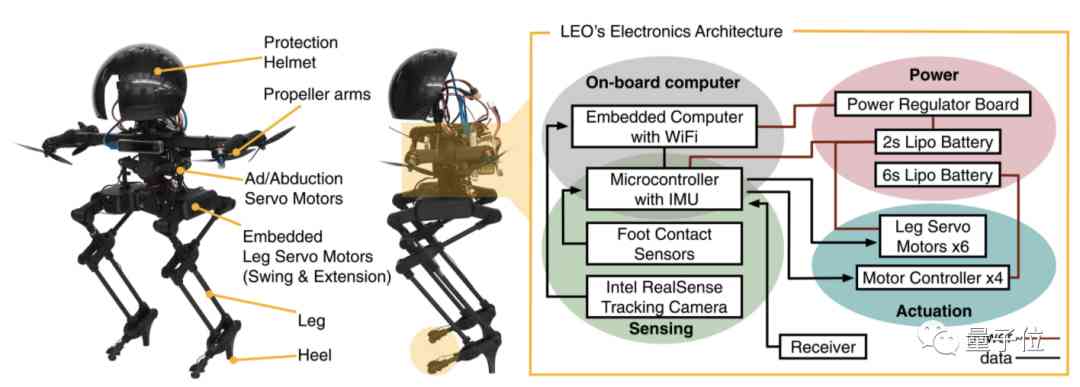 Protection
Helmet
Propeller arms
Ad/Abduction
Servo Motors
Embedded
Leg Servo Motors
(Swing & Extension)
Leg
Heel
LEO's Electronics Architecture
On-board computer
Embedded Computer
with WiFi
Microcontroller
with IMU
Foot Contact
Sensors
Intel RealSense
Tracking Camera
Sensing
Power
Power Regulator Board
2s Lipo Battery
6s Lipo Battery
Leg Servo
Motors x6
Motor Controller x4
Actuation
Receiver
量子位
data